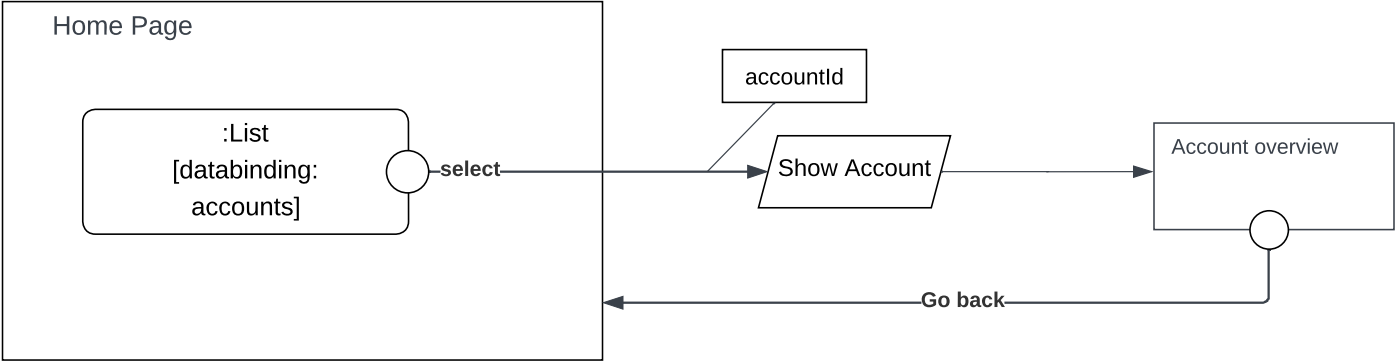 Home Page
:List
[databinding:
accounts]
select
accountId
Show Account
Account overview
Go back